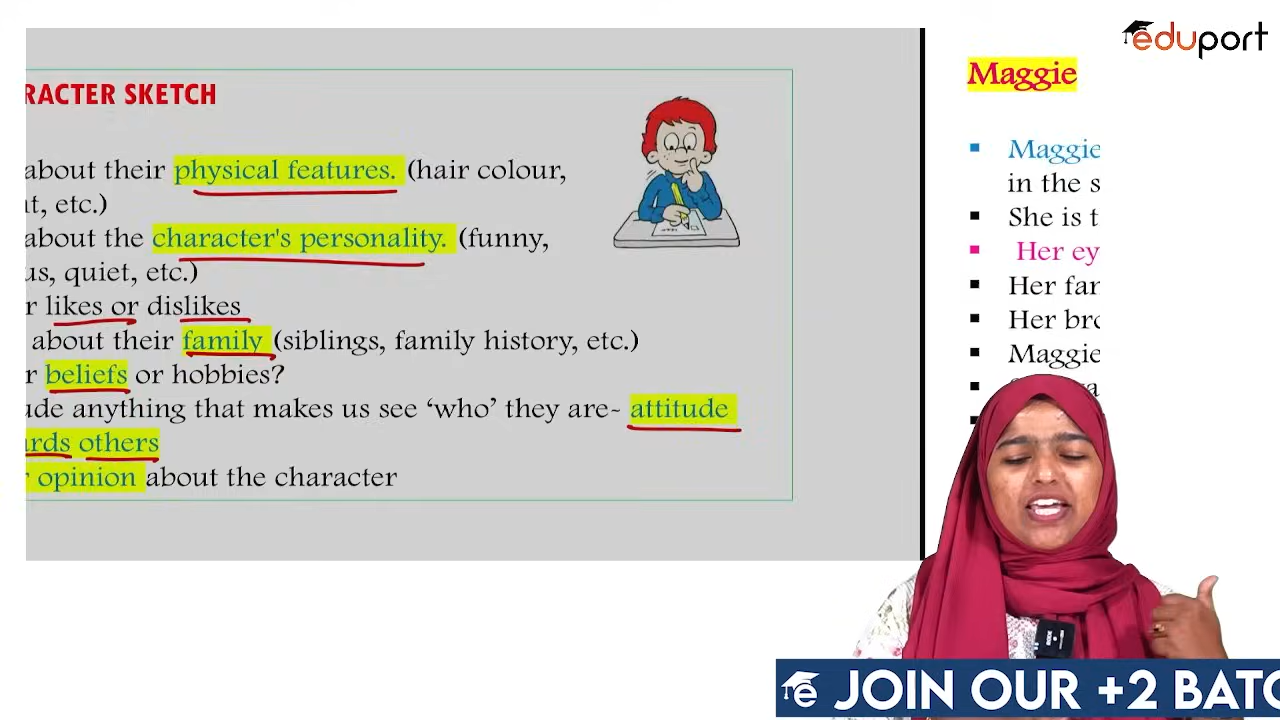 eduport
RACTER SKETCH
about their physical features. (hair colour,
t, etc.)
about the character's personality. (funny,
us, quiet, etc.)
r likes or dislikes
about their family (siblings, family history, etc.)
r beliefs or hobbies?
ude anything that makes us see ‘who’ they are- attitude
ards others
r opinion about the character
Maggie
Maggie
in the s
She is t
Her ey
Her fam
Her bro
Maggie
JOIN OUR +2 BATC